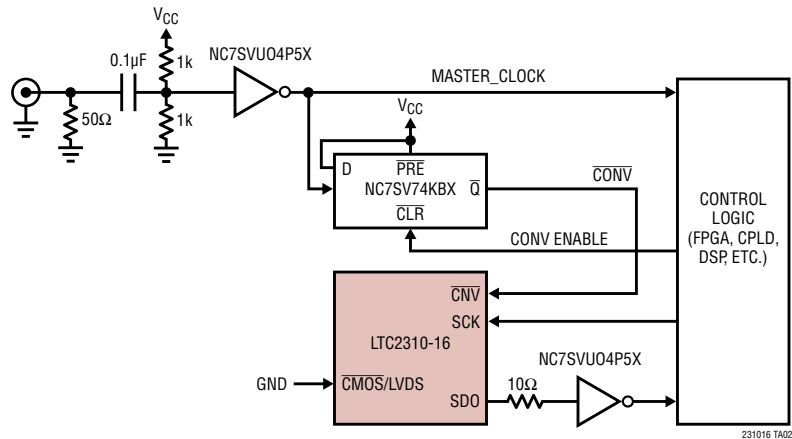 VCC
0.1µF
1k
NC7SVUO4P5X
MASTER_CLOCK
50Ω
1k
VCC
D
PRE
NC7SV74KBX
Q
CLR
CONV
CONV ENABLE
CONTROL
LOGIC
(FPGA, CPLD,
DSP, ETC.)
CNV
SCK
LTC2310-16
NC7SVUO4P5X
GND
CMOS/LVDS
10Ω
SDO
231016 TA02